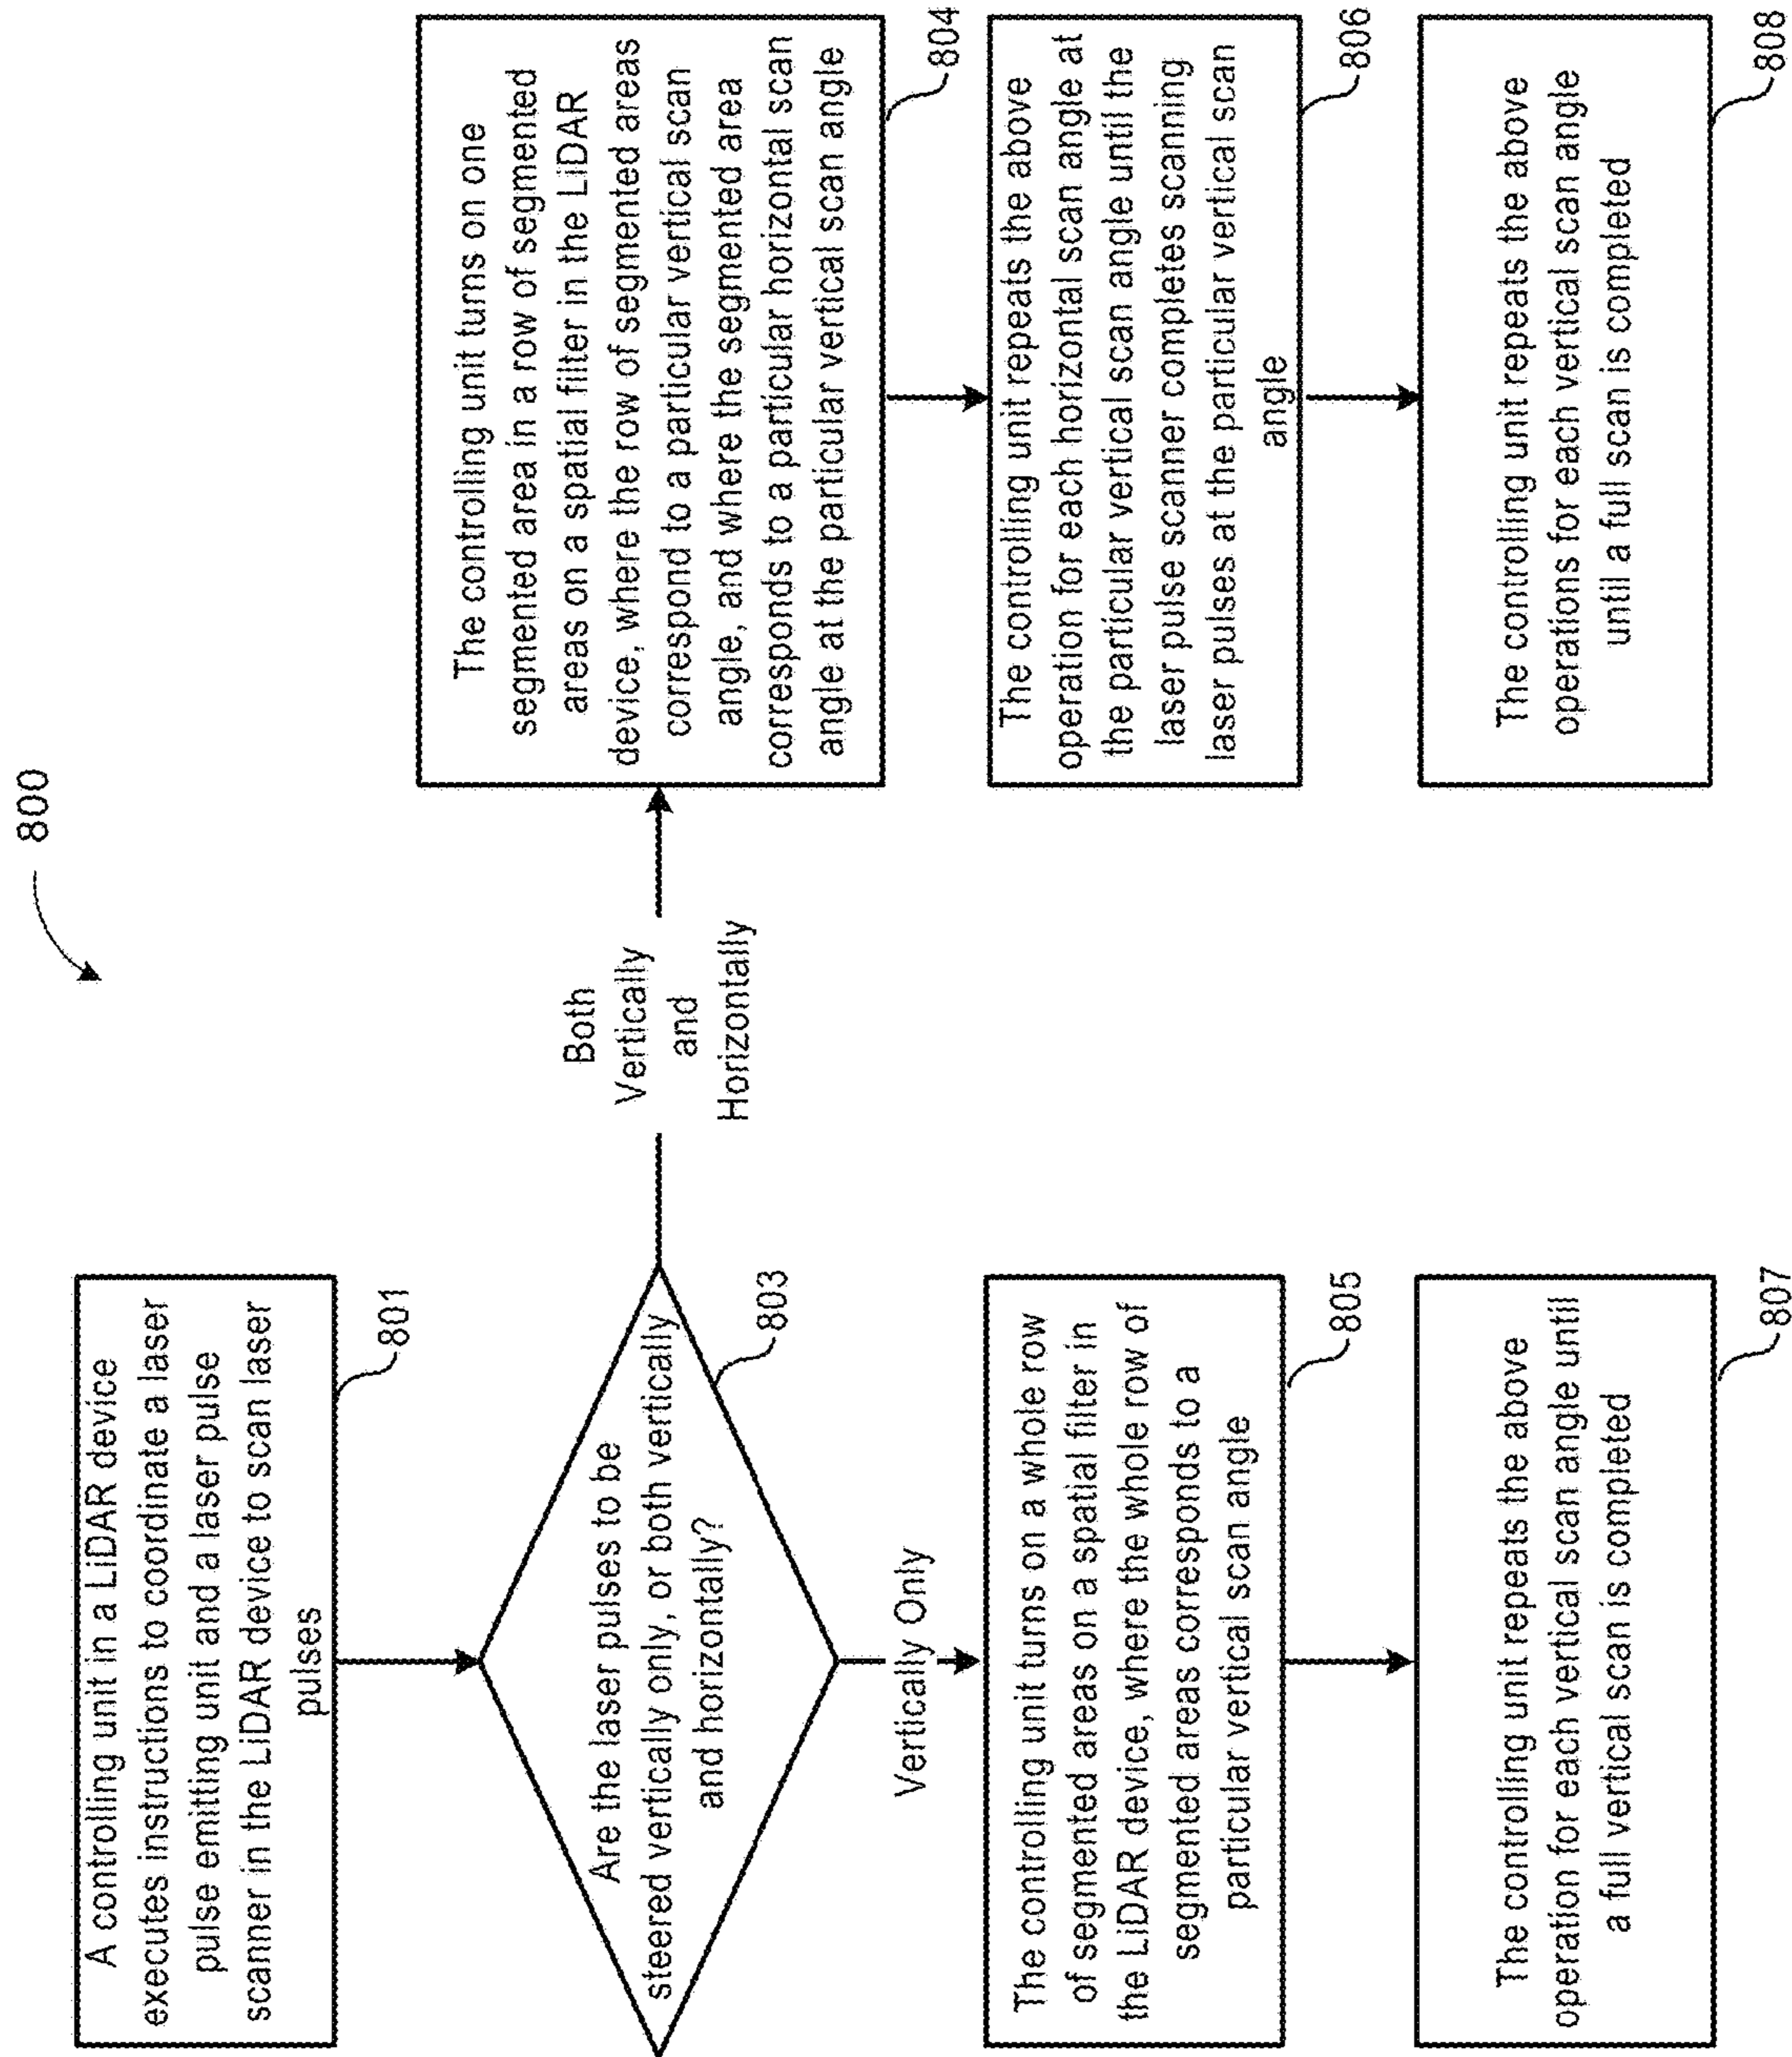 800
A controlling unit in a LiDAR device
executes instructions to coordinate a laser
pulse emitting unit and a laser pulse
scanner in the LiDAR device to scan laser
pulses
801
Are the laser pulses to be
steered vertically only, or both vertically
and horizontally?
803
Both
Vertically
and
Horizontally
The controlling unit turns on one
segmented area in a row of segmented
areas on a spatial filter in the LiDAR
device, where the row of segmented areas
correspond to a particular vertical scan
angle, and where the segmented area
corresponds to a particular horizontal scan
angle at the particular vertical scan angle
804
Vertically Only
The controlling unit turns on a whole row
of segmented areas on a spatial filter in
the LiDAR device, where the whole row of
segmented areas corresponds to a
particular vertical scan angle
805
The controlling unit repeats the above
operation for each horizontal scan angle at
the particular vertical scan angle until the
laser pulse scanner completes scanning
laser pulses at the particular vertical scan
angle
806
The controlling unit repeats the above
operation for each vertical scan angle until
a full vertical scan is completed
807
The controlling unit repeats the above
operations for each vertical scan angle
until a full scan is completed
808